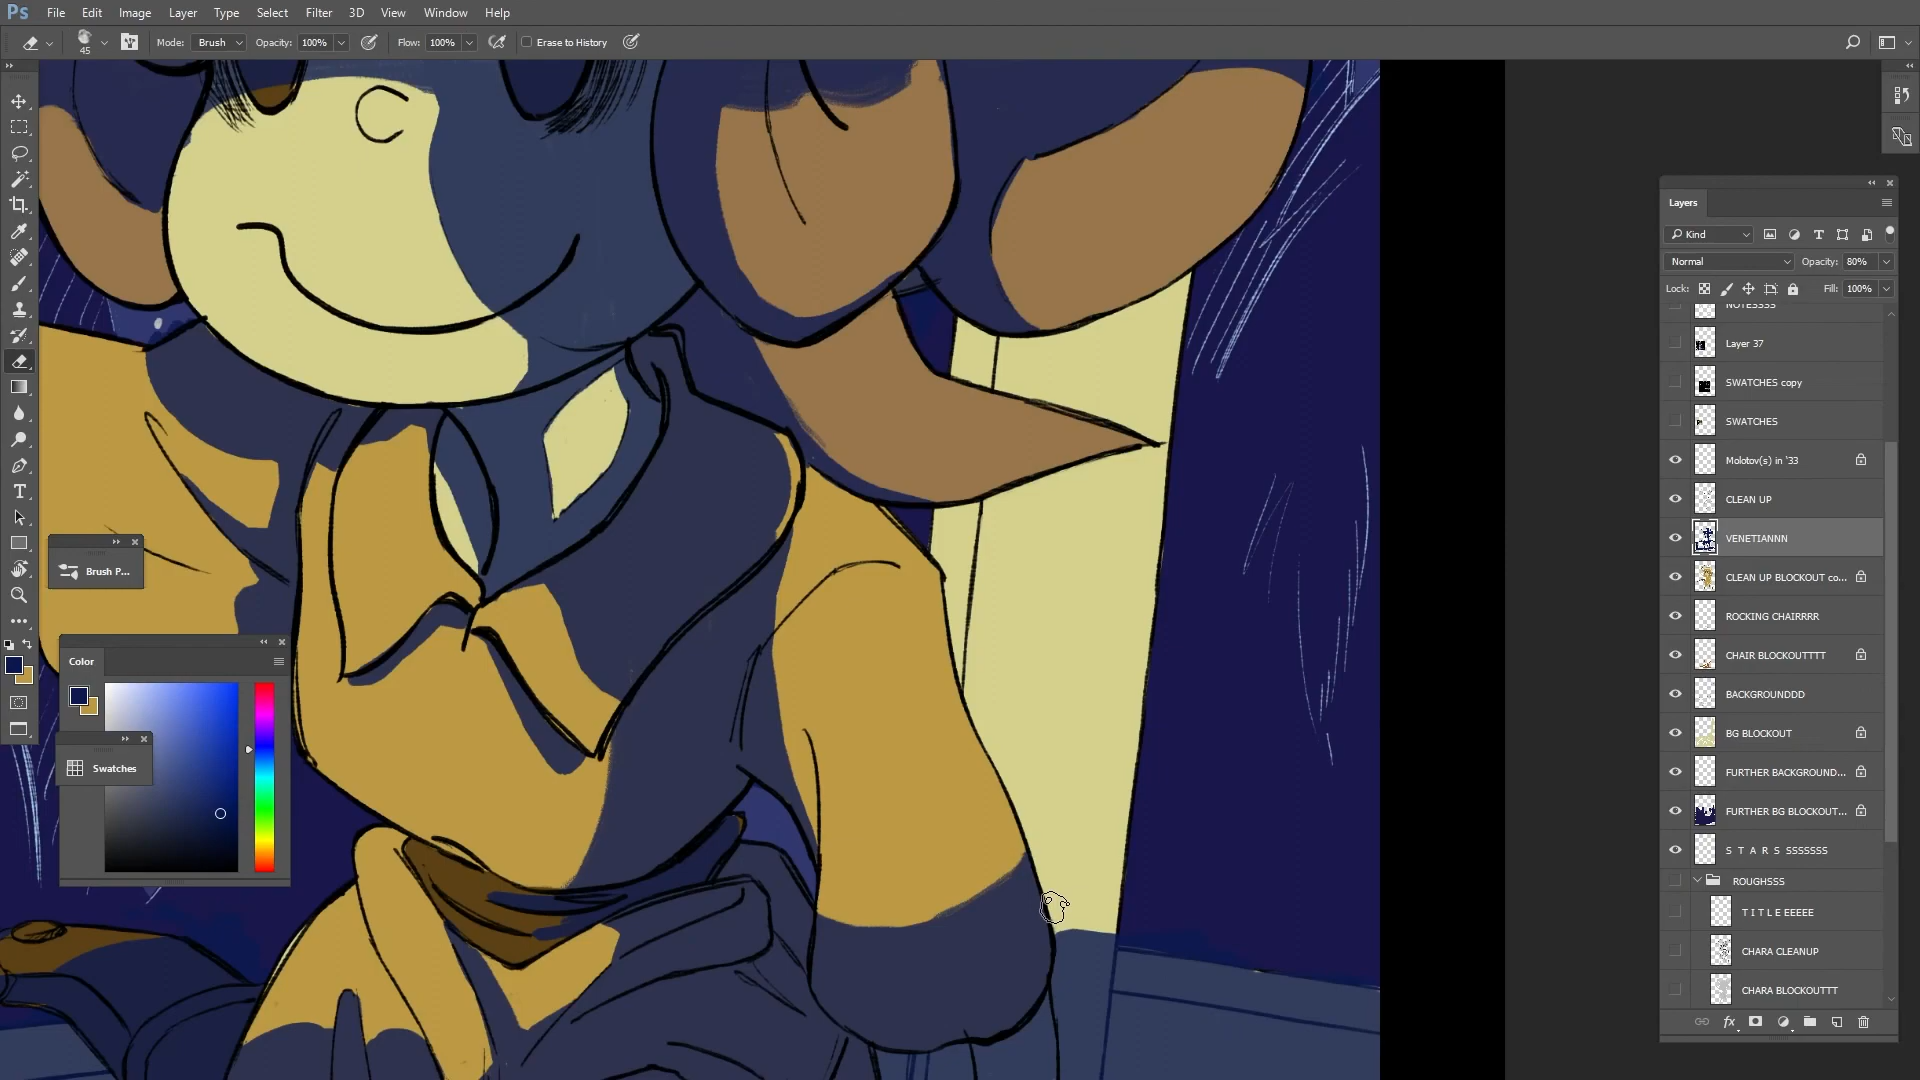 Ps File Edit Image Layer Type Select Filter 3D View Window Help
45 Mode: Brush Opacity: 100% Flow: 100% Erase to History
Layers
Kind
Normal Opacity: 80%
Lock: Fill: 100%
NOTESSSS
Layer 37
SWATCHES copy
SWATCHES
Molotov(s) in '33
CLEAN UP
VENETIANNN
CLEAN UP BLOCKOUT co...
ROCKING CHAIRRRR
CHAIR BLOCKOUTTTT
BACKGROUNDDD
BG BLOCKOUT
FURTHER BACKGROUND...
FURTHER BG BLOCKOUT...
S T A R S SSSSSSS
ROUGHSSS
T I T L E EEEEE
CHARA CLEANUP
CHARA BLOCKOUTTT
Brush P...
Color
Swatches